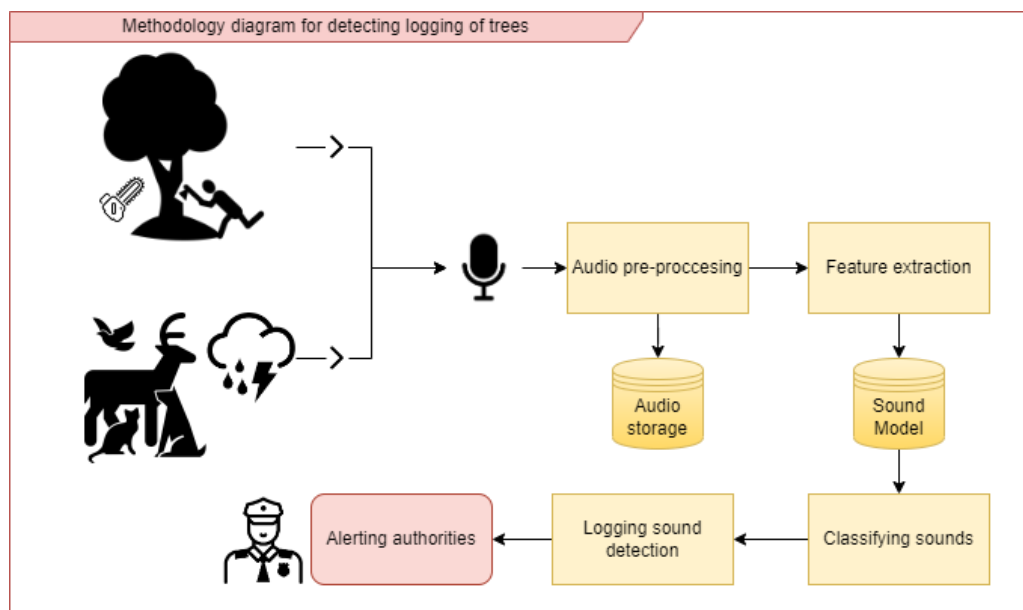 Methodology diagram for detecting logging of trees
Audio pre-proccesing
Feature extraction
Audio
storage
Sound
Model
Alerting authorities
Logging sound
detection
Classifying sounds